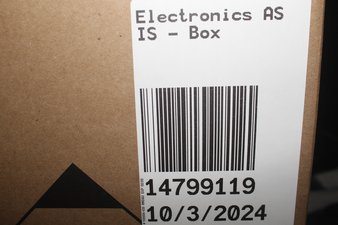 Electronics AS
IS - Box
14799119
10/3/2024